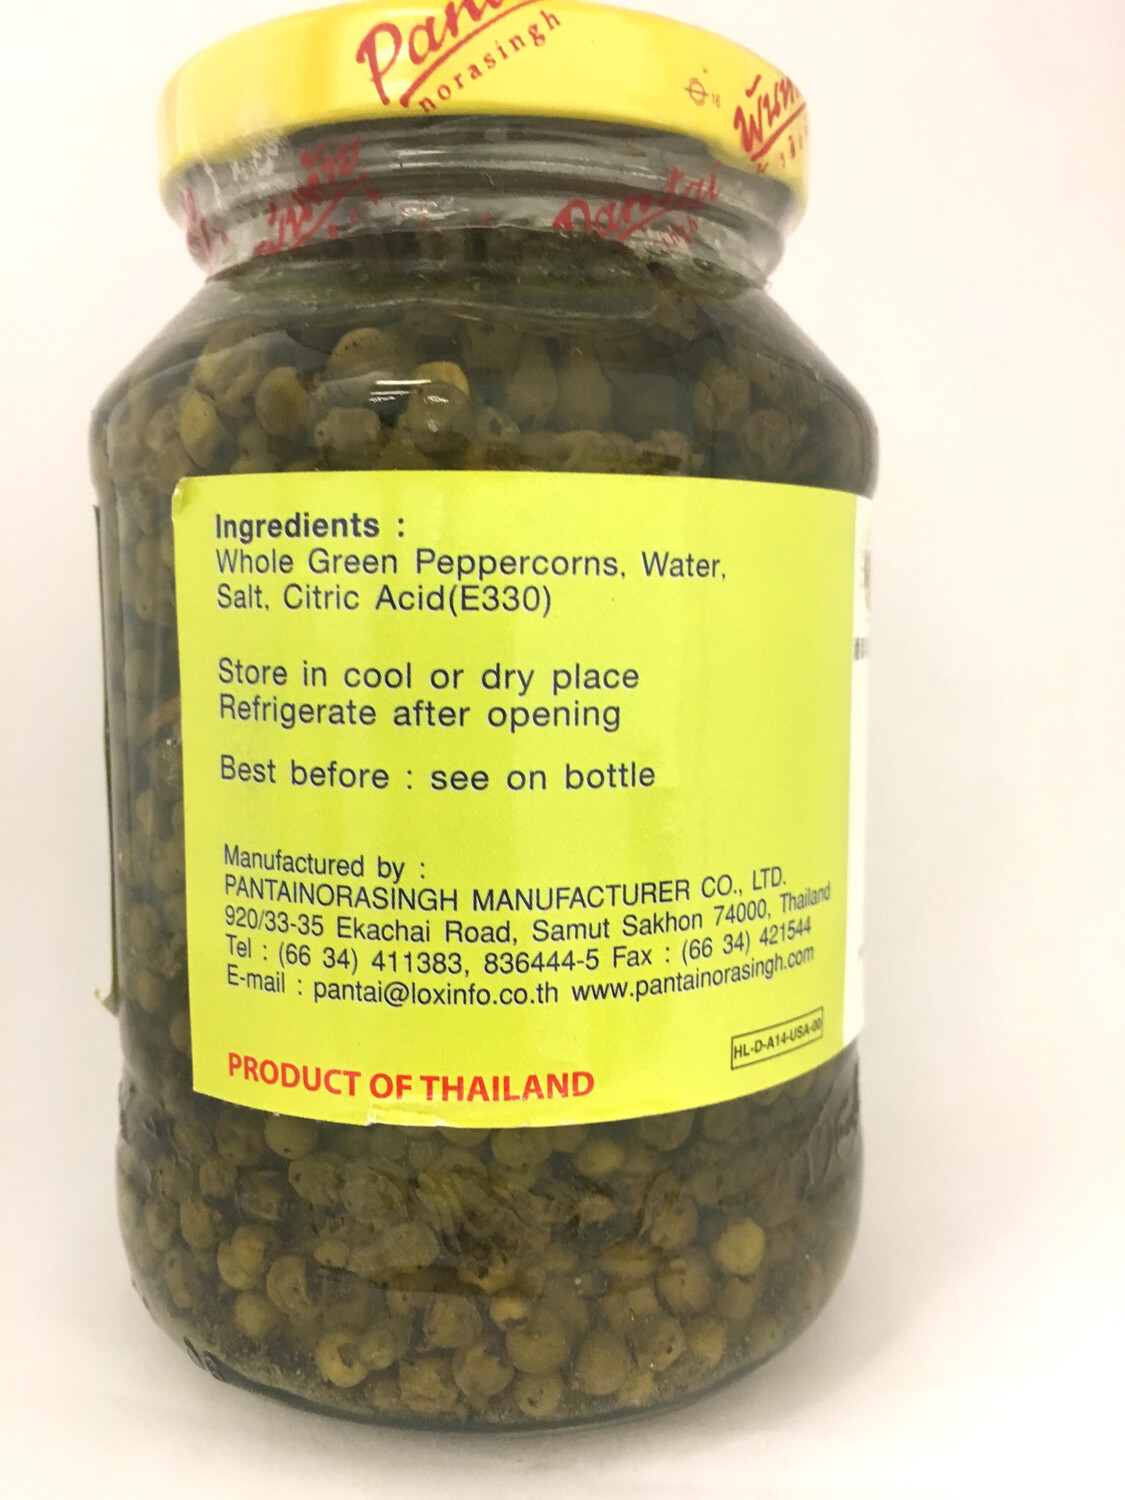 norasingh
Pantai
Ingredients :
Whole Green Peppercorns, Water,
Salt, Citric Acid(E330)
Store in cool or dry place
Refrigerate after opening
Best before : see on bottle
Manufactured by :
PANTAINORASINGH MANUFACTURER CO., LTD.
920/33-35 Ekachai Road, Samut Sakhon 74000, Thailand
Tel : (66 34) 411383, 836444-5 Fax : (66 34) 421544
E-mail : pantai@loxinfo.co.th www.pantainorasingh.com
HL-D-A14-USA-00
PRODUCT OF THAILAND